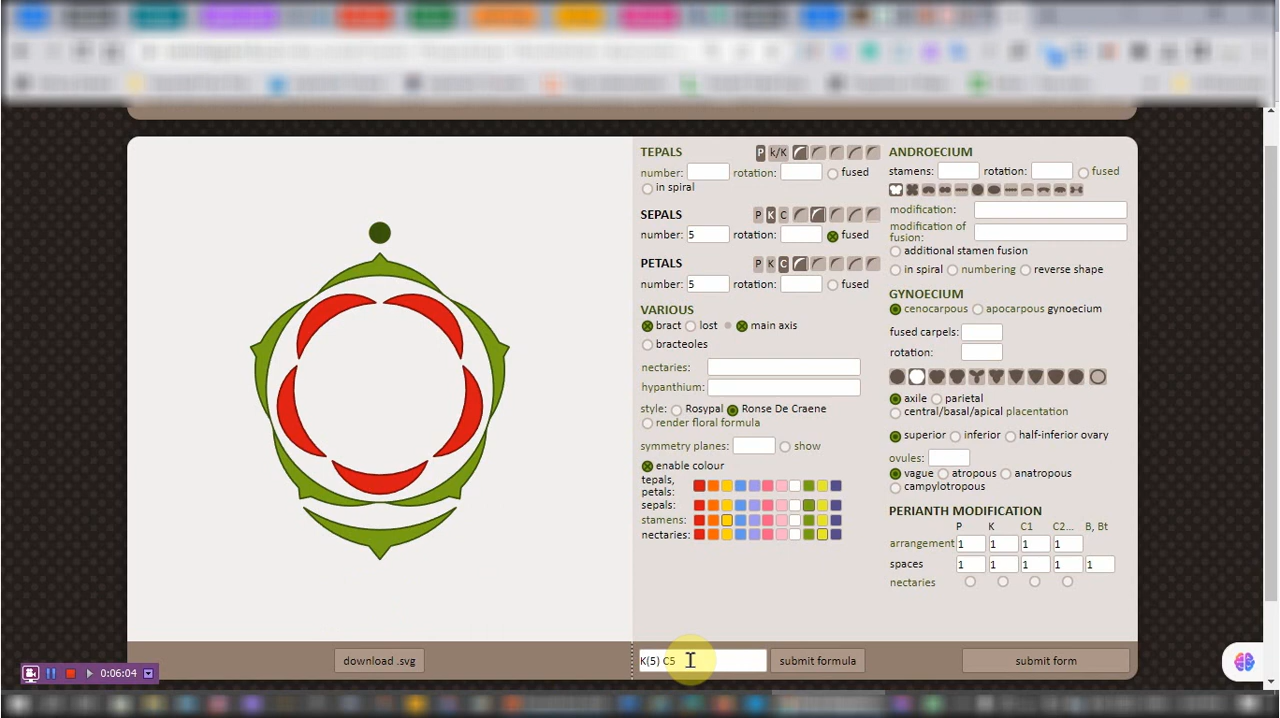 TEPALS P k/K
number: rotation: fused
in spiral
SEPALS P K C
number: 5 rotation: fused
PETALS P K C
number: 5 rotation: fused
VARIOUS
bract lost main axis
bracteoles
nectaries:
hypanthium:
style: Rosypal Ronse De Craene
render floral formula
symmetry planes: show
enable colour
tepals,
petals:
sepals:
stamens:
nectaries:
ANDROECIUM
stamens: rotation: fused
modification:
modification of
fusion:
additional stamen fusion
in spiral numbering reverse shape
GYNOECIUM
cenocarpous apocarpous gynoecium
fused carpels:
rotation:
axile parietal
central/basal/apical placentation
superior inferior half-inferior ovary
ovules:
vague atropous anatropous
campylotropous
PERIANTH MODIFICATION
P K C1 C2... B, Bt
arrangement 1 1 1 1
spaces 1 1 1 1 1
nectaries
download .svg K(5) C5 submit formula submit form
0:06:04